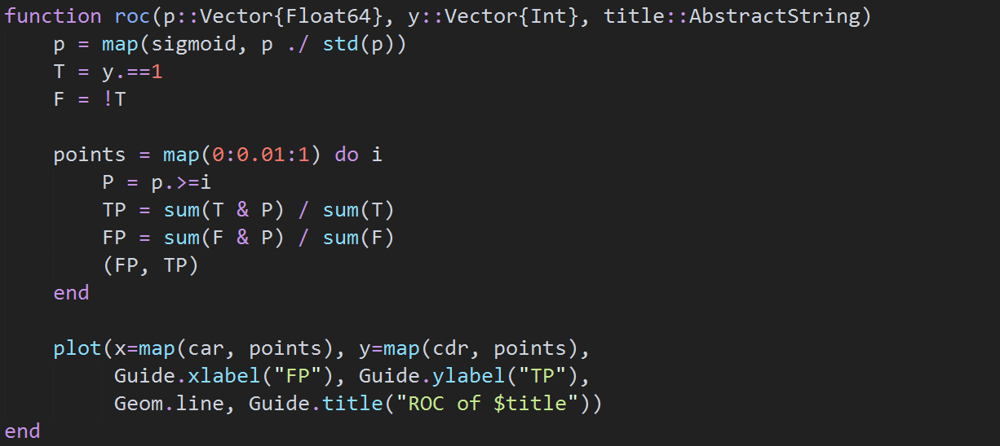 function roc(p::Vector{Float64}, y::Vector{Int}, title::AbstractString)
    p = map(sigmoid, p ./ std(p))
    T = y.==1
    F = !T

    points = map(0:0.01:1) do i
        P = p.>=i
        TP = sum(T & P) / sum(T)
        FP = sum(F & P) / sum(F)
        (FP, TP)
    end

    plot(x=map(car, points), y=map(cdr, points),
         Guide.xlabel("FP"), Guide.ylabel("TP"),
         Geom.line, Guide.title("ROC of $title"))
end